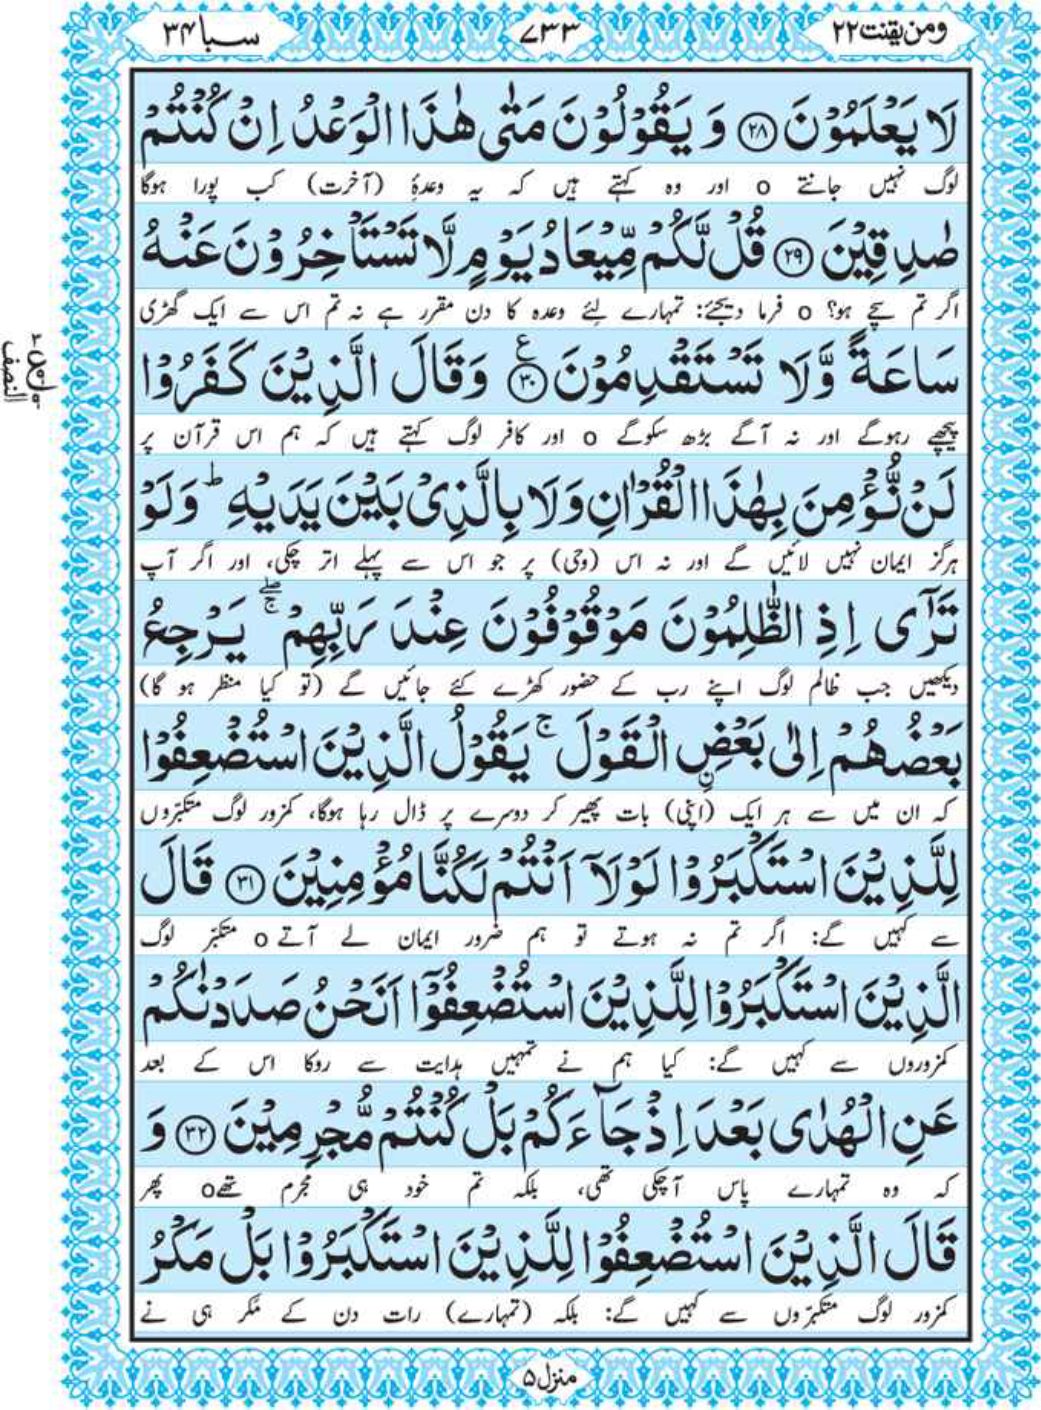 ومن یقنت ۲۲
۷۳۳
سبا ۳۴
لَا یَعْلَمُوْنَ ﴿۲۸﴾ وَ یَقُوْلُوْنَ مَتٰی هٰذَا الْوَعْدُ اِنْ کُنْتُمْ
لوگ نہیں جانتے o اور وہ کہتے ہیں کہ یہ وعدۂ (آخرت) کب پورا ہوگا
صٰدِقِیْنَ ﴿۲۹﴾ قُلْ لَّکُمْ مِّیْعَادُ یَوْمٍ لَّا تَسْتَاْخِرُوْنَ عَنْهُ
اگر تم سچے ہو؟ o فرما دیجئے: تمہارے لئے وعدہ کا دن مقرر ہے نہ تم اس سے ایک گھڑی
سَاعَةً وَّ لَا تَسْتَقْدِمُوْنَ ﴿۳۰﴾ ع وَقَالَ الَّذِیْنَ کَفَرُوْا
پیچھے رہوگے اور نہ آگے بڑھ سکوگے o اور کافر لوگ کہتے ہیں کہ ہم اس قرآن پر
لَنْ نُّؤْمِنَ بِهٰذَا الْقُرْاٰنِ وَلَا بِالَّذِیْ بَیْنَ یَدَیْهِ ؕ وَلَوْ
ہرگز ایمان نہیں لائیں گے اور نہ اس (وحی) پر جو اس سے پہلے اتر چکی، اور اگر آپ
تَرٰۤی اِذِ الظّٰلِمُوْنَ مَوْقُوْفُوْنَ عِنْدَ رَبِّهِمْ ۖۚ یَرْجِعُ
دیکھیں جب ظالم لوگ اپنے رب کے حضور کھڑے کئے جائیں گے (تو کیا منظر ہو گا)
بَعْضُهُمْ اِلٰی بَعْضِ ِۨ الْقَوْلَ ۚ یَقُوْلُ الَّذِیْنَ اسْتُضْعِفُوْا
کہ ان میں سے ہر ایک (اپنی) بات پھیر کر دوسرے پر ڈال رہا ہوگا، کمزور لوگ متکبّروں
لِلَّذِیْنَ اسْتَکْبَرُوْا لَوْلَاۤ اَنْتُمْ لَکُنَّا مُؤْمِنِیْنَ ﴿۳۱﴾ قَالَ
سے کہیں گے: اگر تم نہ ہوتے تو ہم ضرور ایمان لے آتے o متکبّر لوگ
الَّذِیْنَ اسْتَکْبَرُوْا لِلَّذِیْنَ اسْتُضْعِفُوْۤا اَنَحْنُ صَدَدْنٰکُمْ
کمزوروں سے کہیں گے: کیا ہم نے تمہیں ہدایت سے روکا اس کے بعد
عَنِ الْهُدٰی بَعْدَ اِذْ جَآءَکُمْ بَلْ کُنْتُمْ مُّجْرِمِیْنَ ﴿۳۲﴾ وَ
کہ وہ تمہارے پاس آچکی تھی، بلکہ تم خود ہی مجرم تھےo پھر
قَالَ الَّذِیْنَ اسْتُضْعِفُوْا لِلَّذِیْنَ اسْتَکْبَرُوْا بَلْ مَکْرُ
کمزور لوگ متکبّروں سے کہیں گے: بلکہ (تمہارے) رات دن کے مَکر ہی نے
منزل ۵
النصف